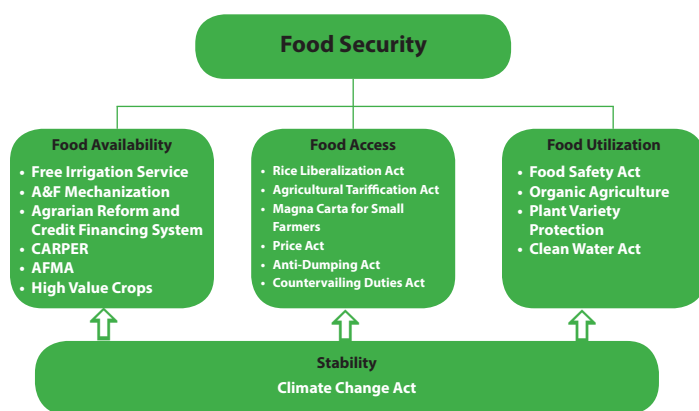 Food Security
Food Availability
• Free Irrigation Service
• A&F Mechanization
• Agrarian Reform and
Credit Financing System
• CARPER
• AFMA
• High Value Crops
Food Access
• Rice Liberalization Act
• Agricultural Tariffication Act
• Magna Carta for Small
Farmers
• Price Act
• Anti-Dumping Act
• Countervailing Duties Act
Food Utilization
• Food Safety Act
• Organic Agriculture
• Plant Variety
Protection
• Clean Water Act
Stability
Climate Change Act